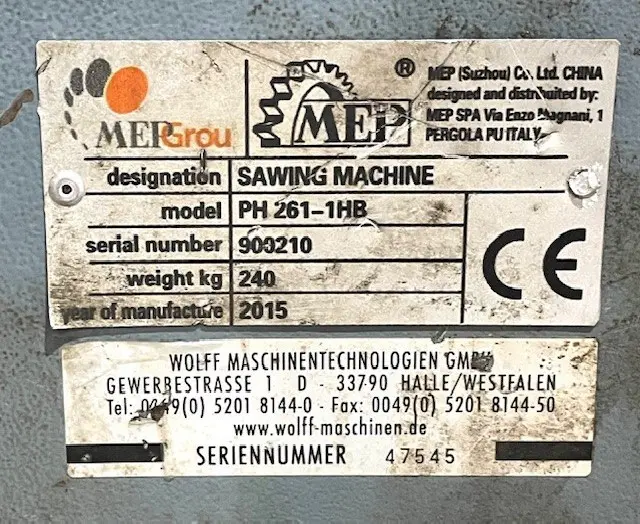 MEPGrou
MEP ®
MEP (Suzhou) Co., Ltd. CHINA
designed and distributed by:
MEP SPA Via Enzo Magnani, 1
PERGOLA PU ITALY
designation SAWING MACHINE
model PH 261-1HB
serial number 900210
weight kg 240
year of manufacture 2015
CE
WOLFF MASCHINENTECHNOLOGIEN GMBH
GEWERBESTRASSE 1 D - 33790 HALLE/WESTFALEN
Tel: 0049(0) 5201 8144-0 - Fax: 0049(0) 5201 8144-50
www.wolff-maschinen.de
SERIENNUMMER 47545